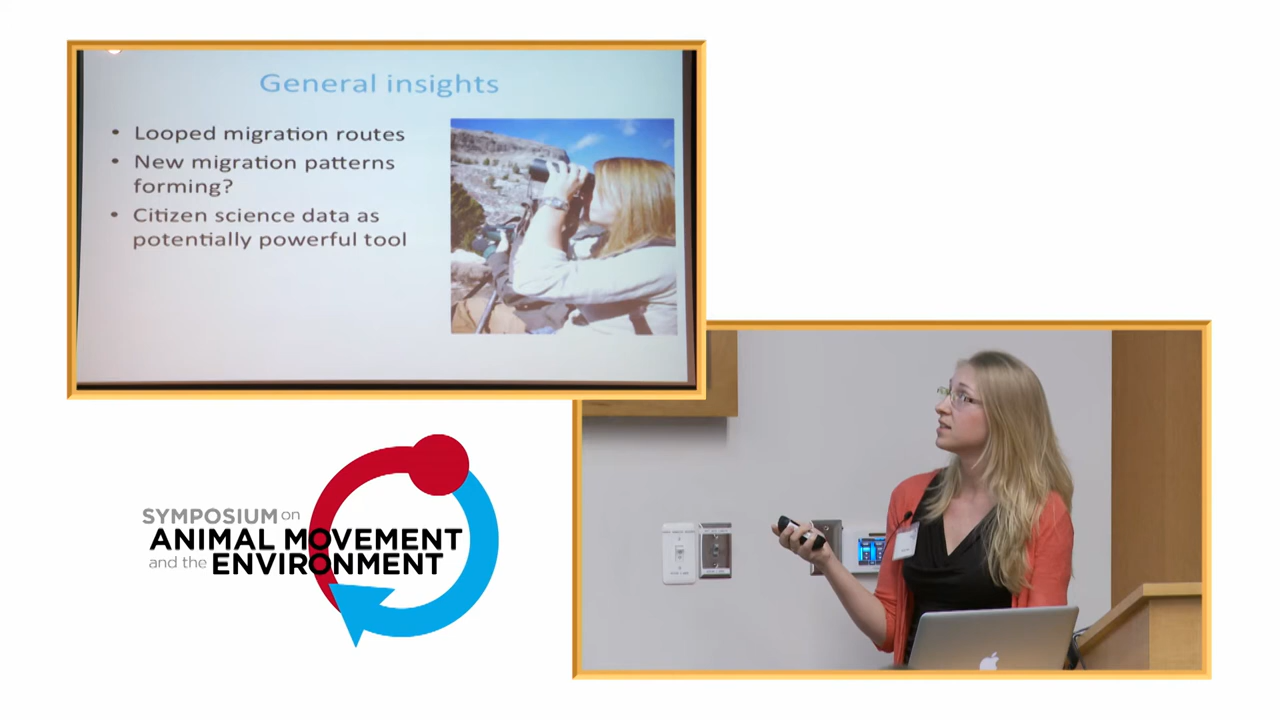 General insights
• Looped migration routes
• New migration patterns
forming?
• Citizen science data as
potentially powerful tool
SYMPOSIUM on
ANIMAL MOVEMENT
and the ENVIRONMENT